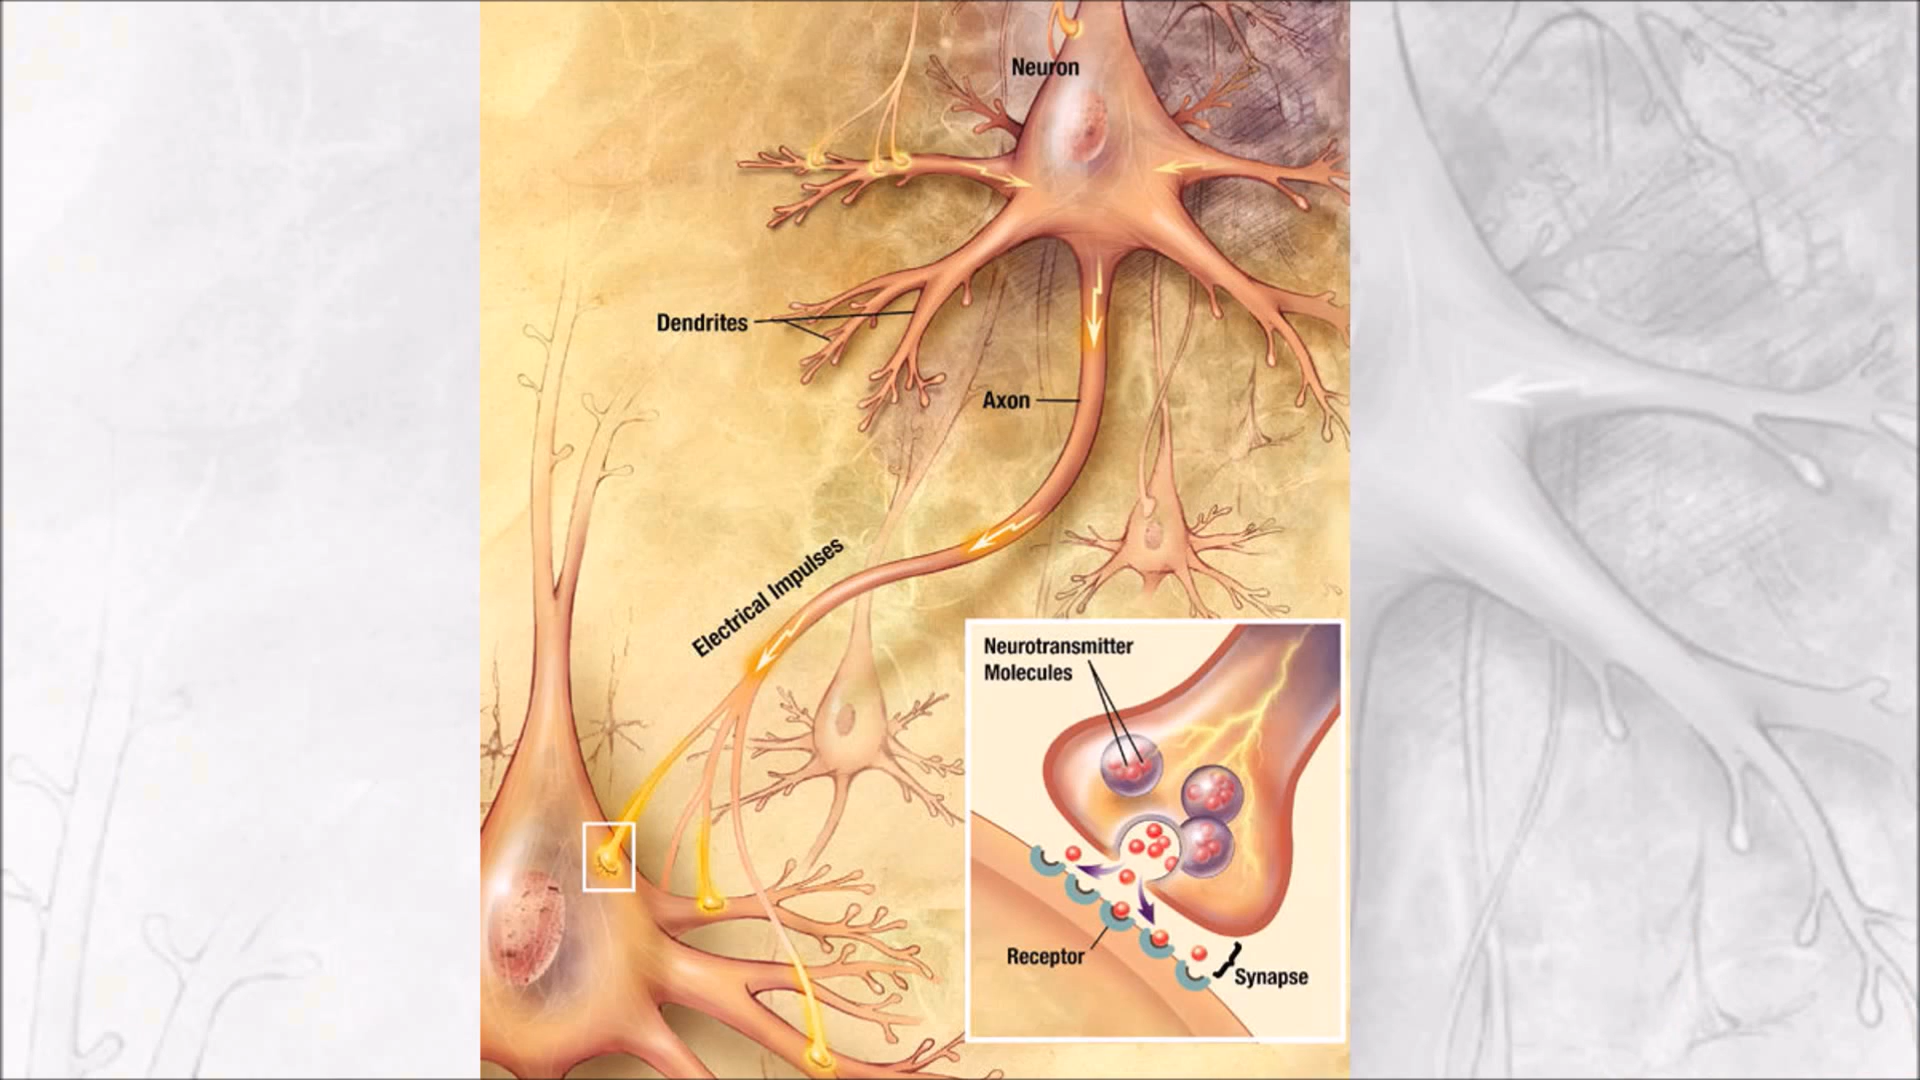 Neuron
Dendrites
Axon
Electrical Impulses
Neurotransmitter
Molecules
Receptor
Synapse